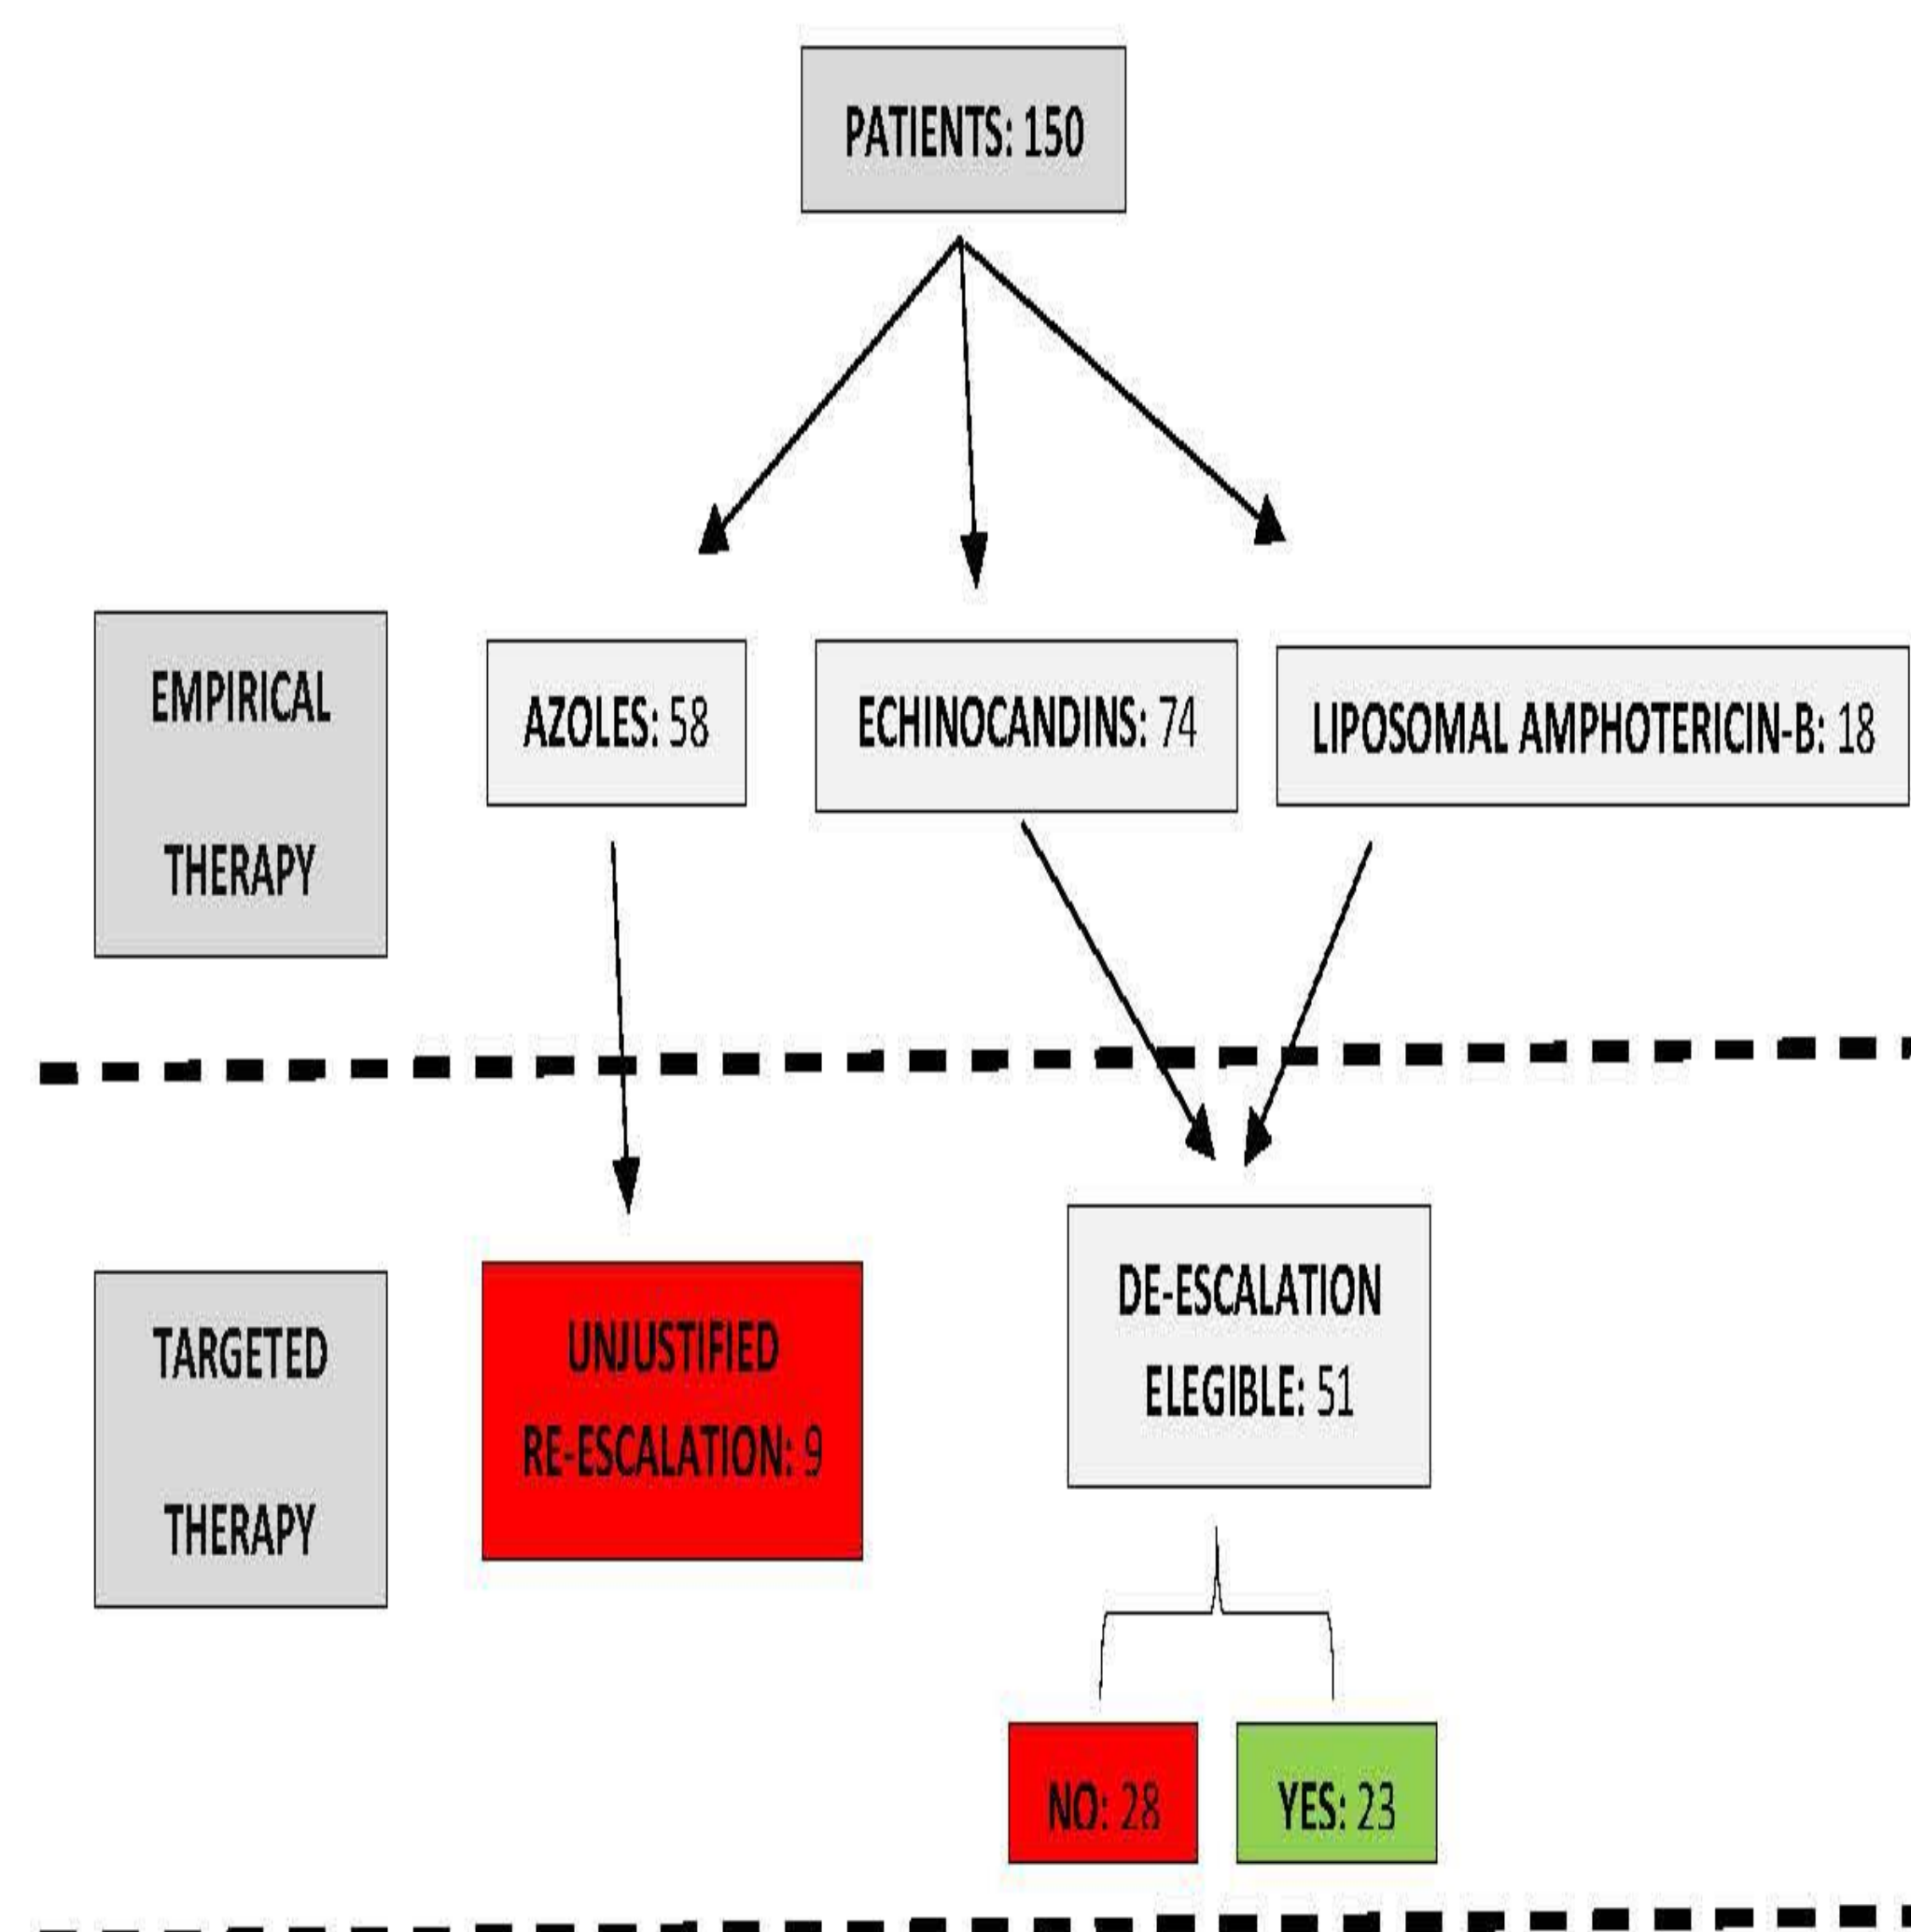 PATIENTS: 150
EMPIRICAL
THERAPY
AZOLES: 58
ECHINOCANDINS: 74
LIPOSOMAL AMPHOTERICIN-B: 18
TARGETED
THERAPY
UNJUSTIFIED
RE-ESCALATION: 9
DE-ESCALATION
ELEGIBLE: 51
NO: 28
YES: 23